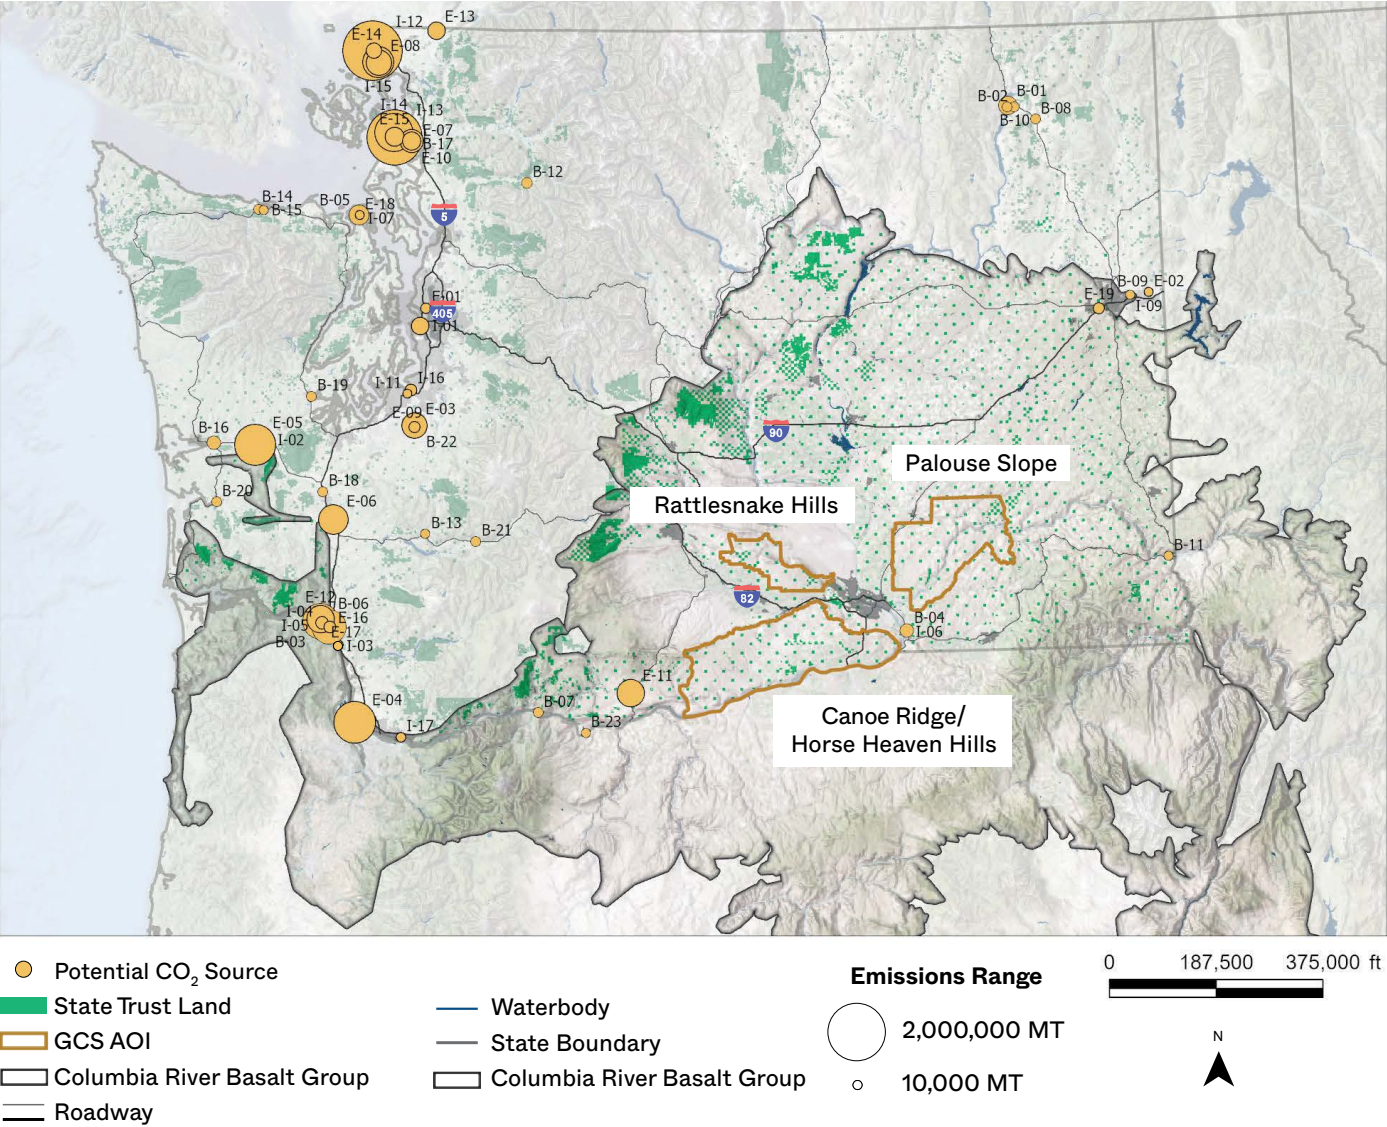 I-12
E-13
E-14
E-08
I-15
I-14
I-13
E-15
E-07
B-17
E-10
B-02
B-01
B-08
B-10
B-12
B-14
B-15
B-05
E-18
I-07
5
E-01
405
I-01
B-09
E-02
E-19
I-09
B-19
I-11
I-16
E-09
E-03
B-22
B-16
E-05
I-02
90
Palouse Slope
Rattlesnake Hills
B-18
B-20
E-06
B-13
B-21
B-11
82
E-12
B-06
I-04
E-16
I-05
E-17
B-03
I-03
B-04
I-06
E-11
E-04
B-07
I-17
B-23
Canoe Ridge/
Horse Heaven Hills
Potential CO2 Source
State Trust Land
GCS AOI
Columbia River Basalt Group
Roadway
Waterbody
State Boundary
Columbia River Basalt Group
Emissions Range
2,000,000 MT
10,000 MT
0 187,500 375,000 ft
N